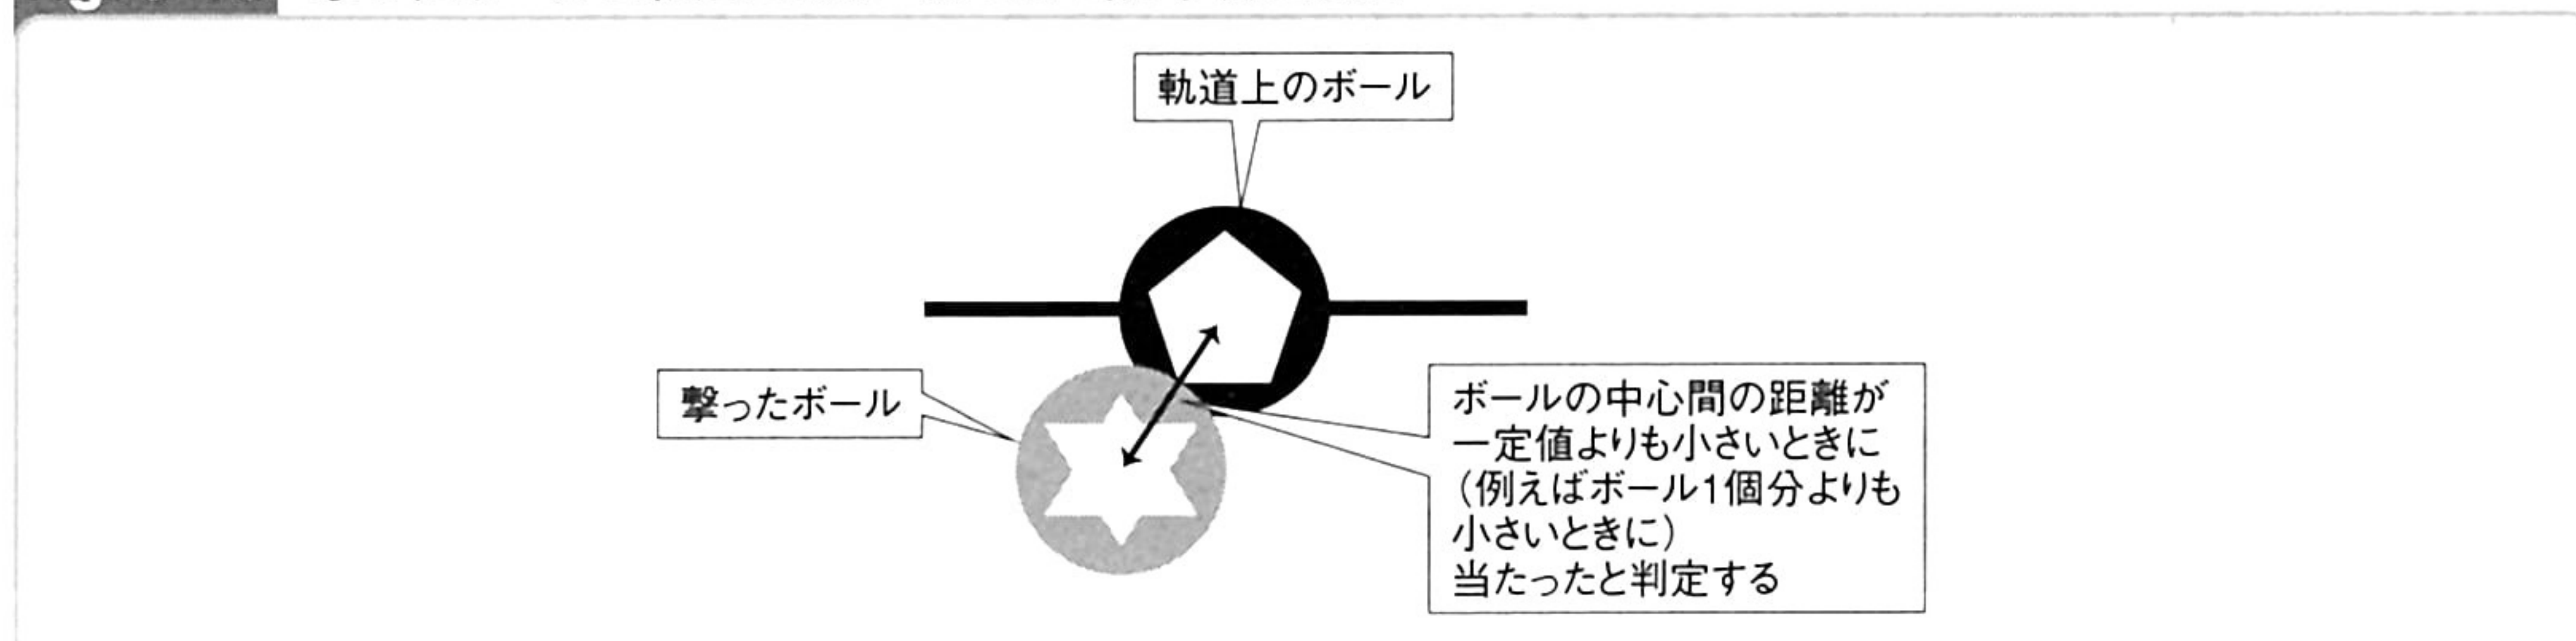 軌道上のボール
撃ったボール
ボールの中心間の距離が
一定値よりも小さいときに
（例えばボール1個分よりも
小さいときに）
当たったと判定する